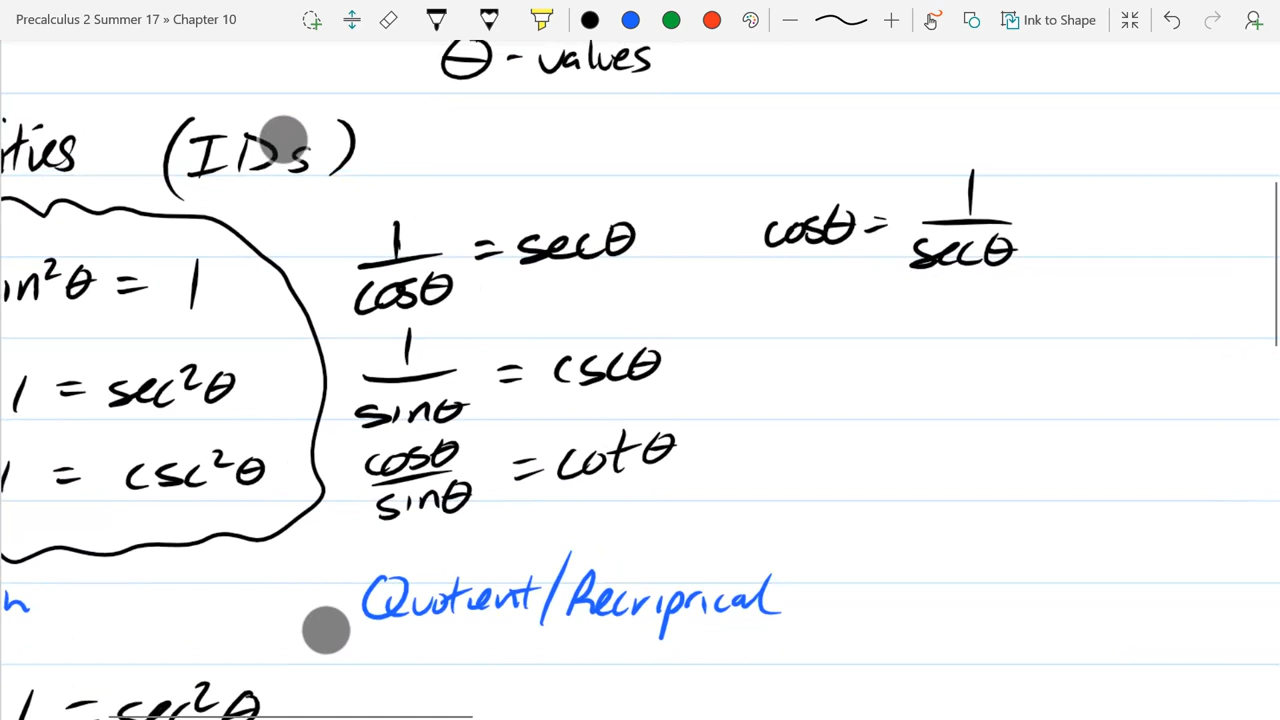 Precalculus 2 Summer 17 » Chapter 10
Ink to Shape
θ - values
ities (IDs)
in²θ = 1
1 = sec²θ
1 = csc²θ
1/cosθ = secθ
1/sinθ = cscθ
cosθ/sinθ = cotθ
cosθ = 1/secθ
n
Quotient/Recriprical
1 = sec²θ